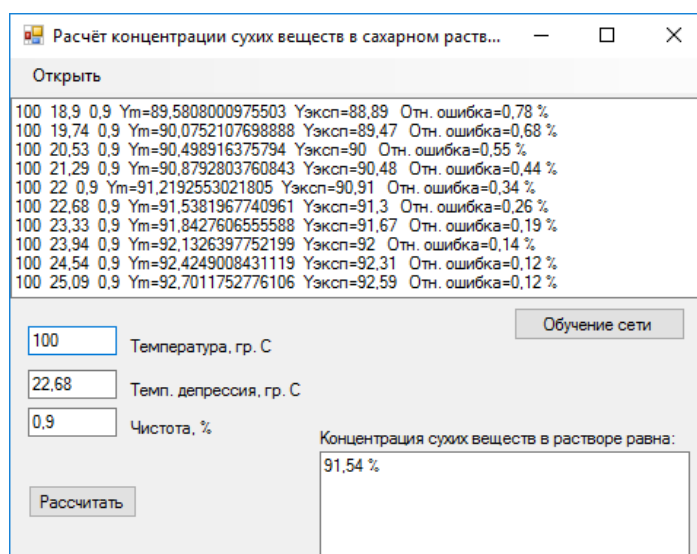 Расчёт концентрации сухих веществ в сахарном раств...
Открыть
100 18,9 0,9 Ym=89,5808000975503 Yэксп=88,89 Отн. ошибка=0,78 %
100 19,74 0,9 Ym=90,0752107698888 Yэксп=89,47 Отн. ошибка=0,68 %
100 20,53 0,9 Ym=90,498916375794 Yэксп=90 Отн. ошибка=0,55 %
100 21,29 0,9 Ym=90,8792803760843 Yэксп=90,48 Отн. ошибка=0,44 %
100 22 0,9 Ym=91,2192553021805 Yэксп=90,91 Отн. ошибка=0,34 %
100 22,68 0,9 Ym=91,5381967740961 Yэксп=91,3 Отн. ошибка=0,26 %
100 23,33 0,9 Ym=91,8427606555588 Yэксп=91,67 Отн. ошибка=0,19 %
100 23,94 0,9 Ym=92,1326397752199 Yэксп=92 Отн. ошибка=0,14 %
100 24,54 0,9 Ym=92,4249008431119 Yэксп=92,31 Отн. ошибка=0,12 %
100 25,09 0,9 Ym=92,7011752776106 Yэксп=92,59 Отн. ошибка=0,12 %
Обучение сети
100 Температура, гр. С
22,68 Темп. депрессия, гр. С
0,9 Чистота, %
Концентрация сухих веществ в растворе равна:
91,54 %
Рассчитать